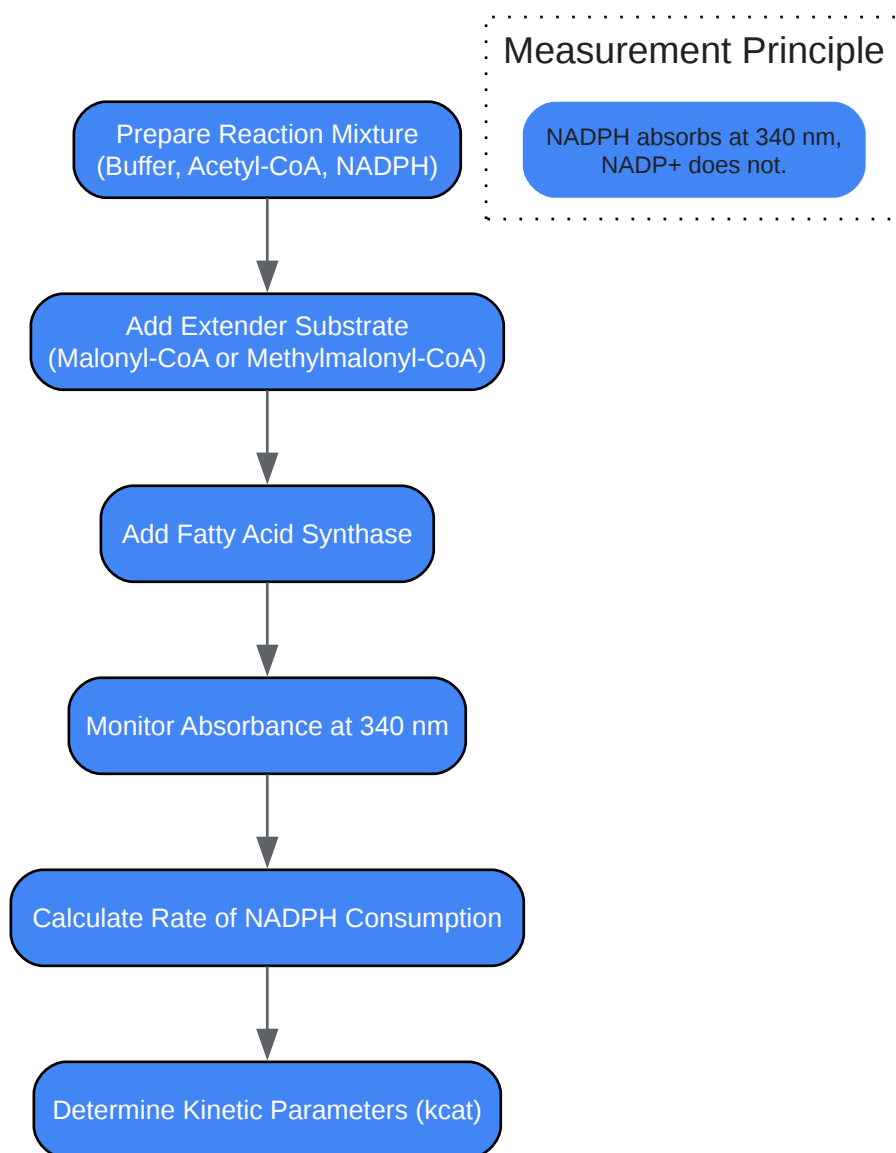 Measurement Principle
NADPH absorbs at 340 nm,
NADP+ does not.
Prepare Reaction Mixture
(Buffer, Acetyl-CoA, NADPH)
Add Extender Substrate
(Malonyl-CoA or Methylmalonyl-CoA)
Add Fatty Acid Synthase
Monitor Absorbance at 340 nm
Calculate Rate of NADPH Consumption
Determine Kinetic Parameters (kcat)